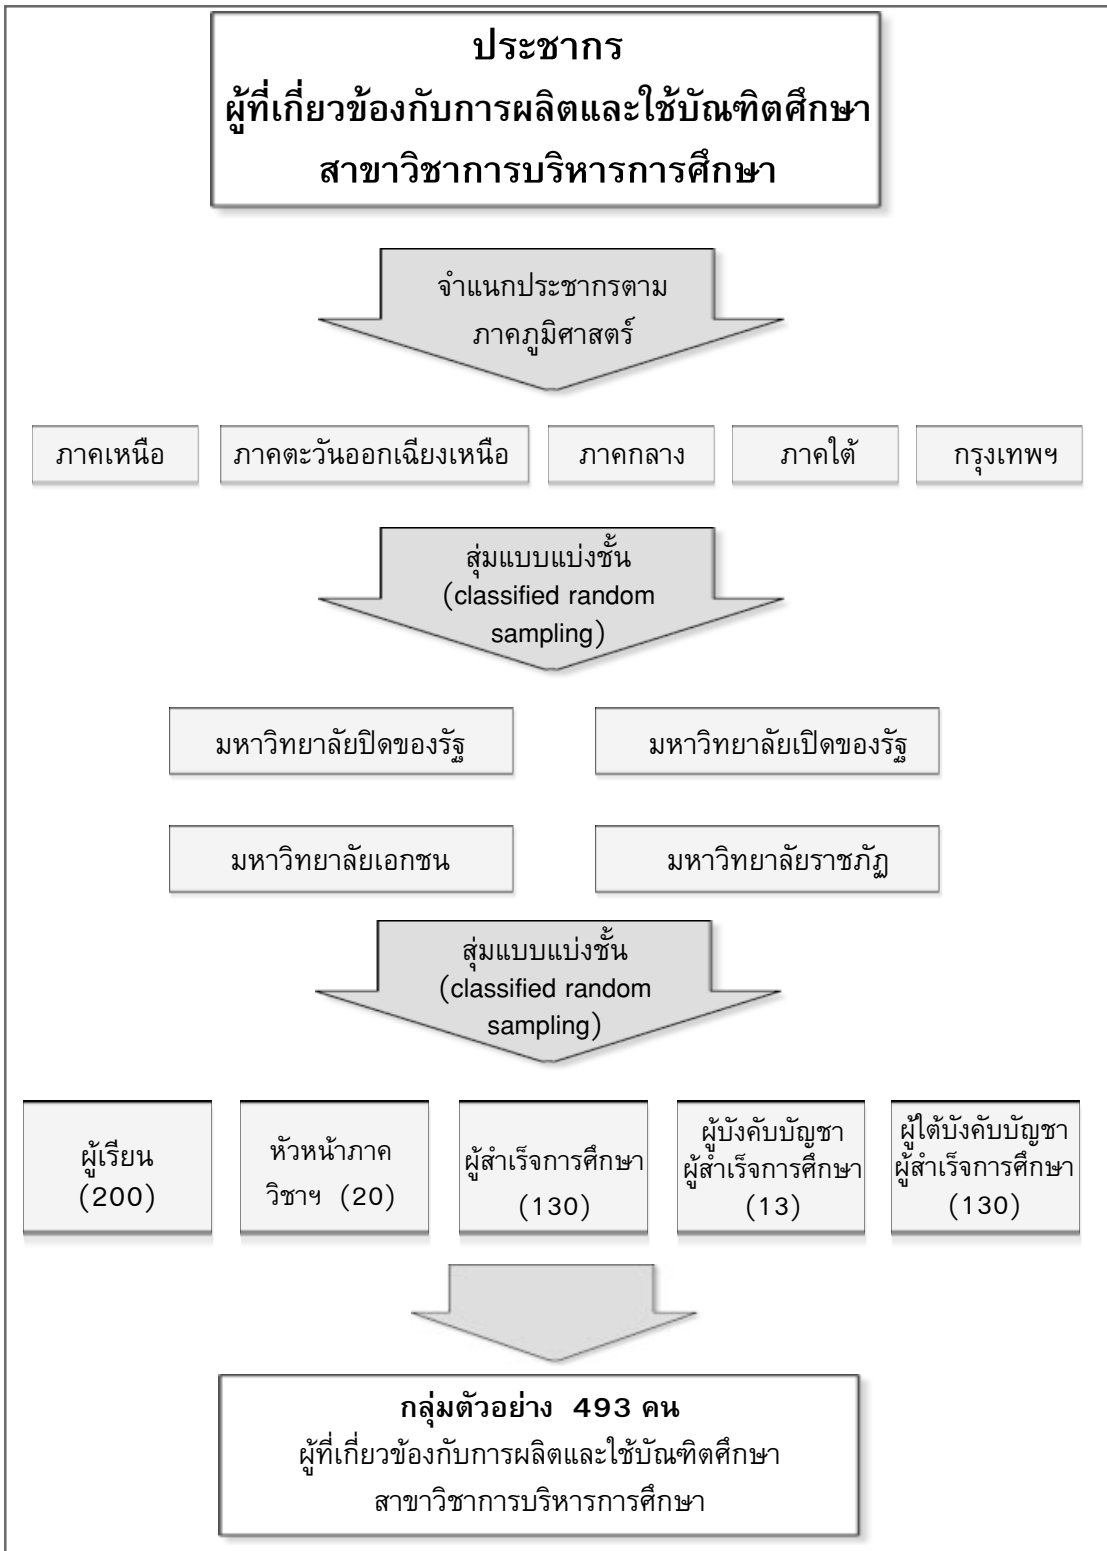 ประชากร
ผู้ที่เกี่ยวข้องกับการผลิตและใช้บัณฑิตศึกษา
สาขาวิชาการบริหารการศึกษา
จำแนกประชากรตาม
ภาคภูมิศาสตร์
ภาคเหนือ
ภาคตะวันออกเฉียงเหนือ
ภาคกลาง
ภาคใต้
กรุงเทพฯ
สุ่มแบบแบ่งชั้น
(classified random
sampling)
มหาวิทยาลัยปิดของรัฐ
มหาวิทยาลัยเปิดของรัฐ
มหาวิทยาลัยเอกชน
มหาวิทยาลัยราชภัฏ
สุ่มแบบแบ่งชั้น
(classified random
sampling)
ผู้เรียน
(200)
หัวหน้าภาค
วิชาฯ (20)
ผู้สำเร็จการศึกษา
(130)
ผู้บังคับบัญชา
ผู้สำเร็จการศึกษา
(13)
ผู้ใต้บังคับบัญชา
ผู้สำเร็จการศึกษา
(130)
กลุ่มตัวอย่าง 493 คน
ผู้ที่เกี่ยวข้องกับการผลิตและใช้บัณฑิตศึกษา
สาขาวิชาการบริหารการศึกษา